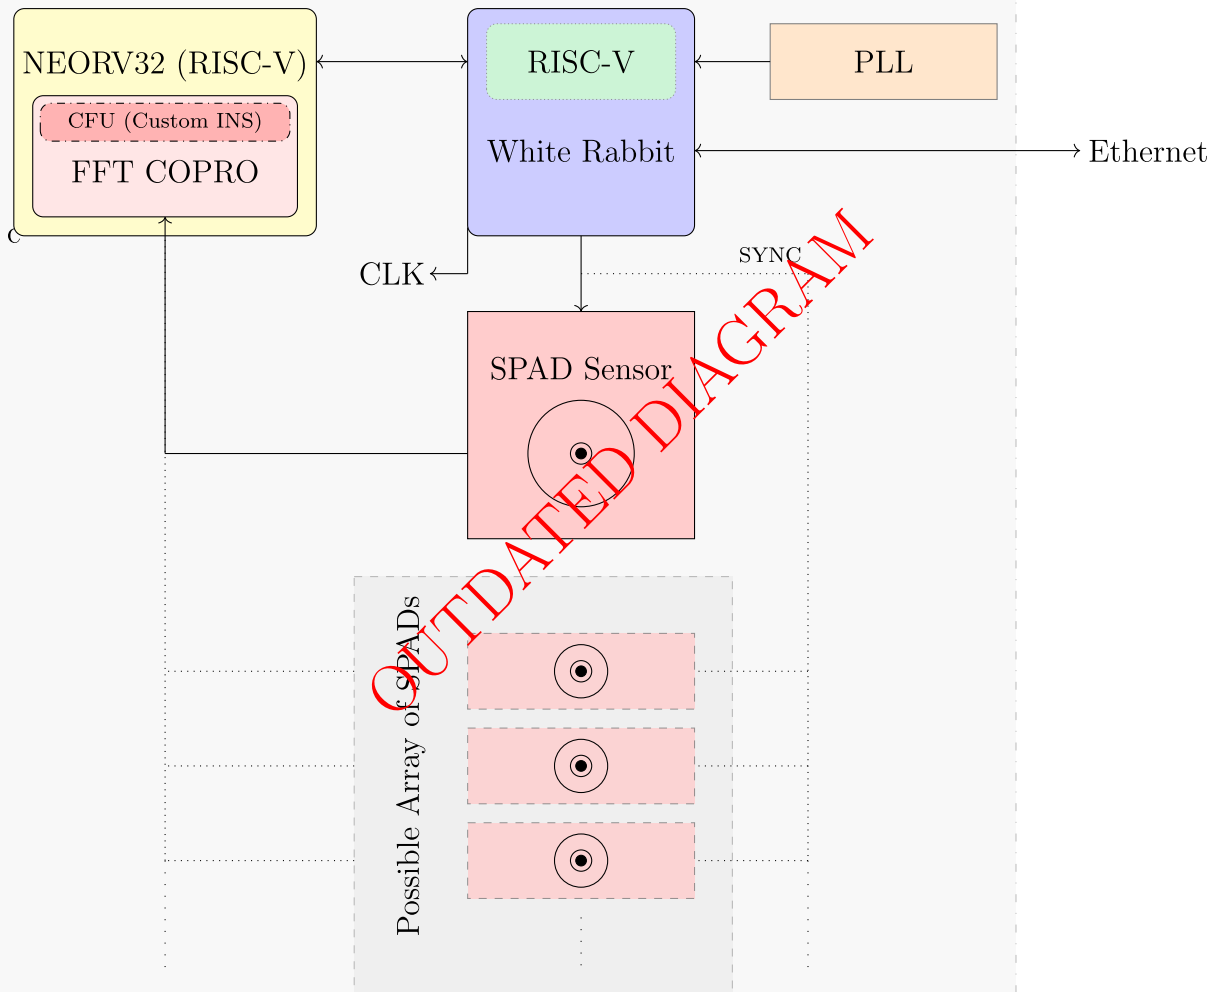 NEORV32 (RISC-V)
RISC-V
PLL
CFU (Custom INS)
FFT COPRO
White Rabbit
Ethernet
C
CLK
SYNC
SPAD Sensor
OUTDATED DIAGRAM
Possible Array of SPADs